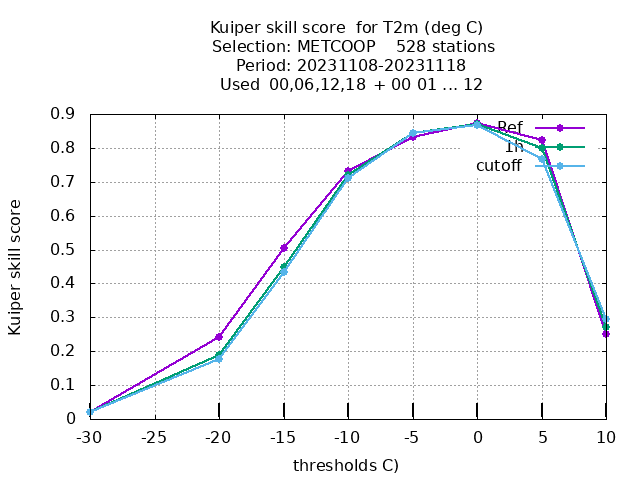 Kuiper skill score  for T2m (deg C)
Selection: METCOOP    528 stations
Period: 20231108-20231118
Used  00,06,12,18  + 00 01 ... 12
Ref
1h
cutoff
Kuiper skill score
0.9
0.8
0.7
0.6
0.5
0.4
0.3
0.2
0.1
0
-30 -25 -20 -15 -10 -5 0 5 10
thresholds C)